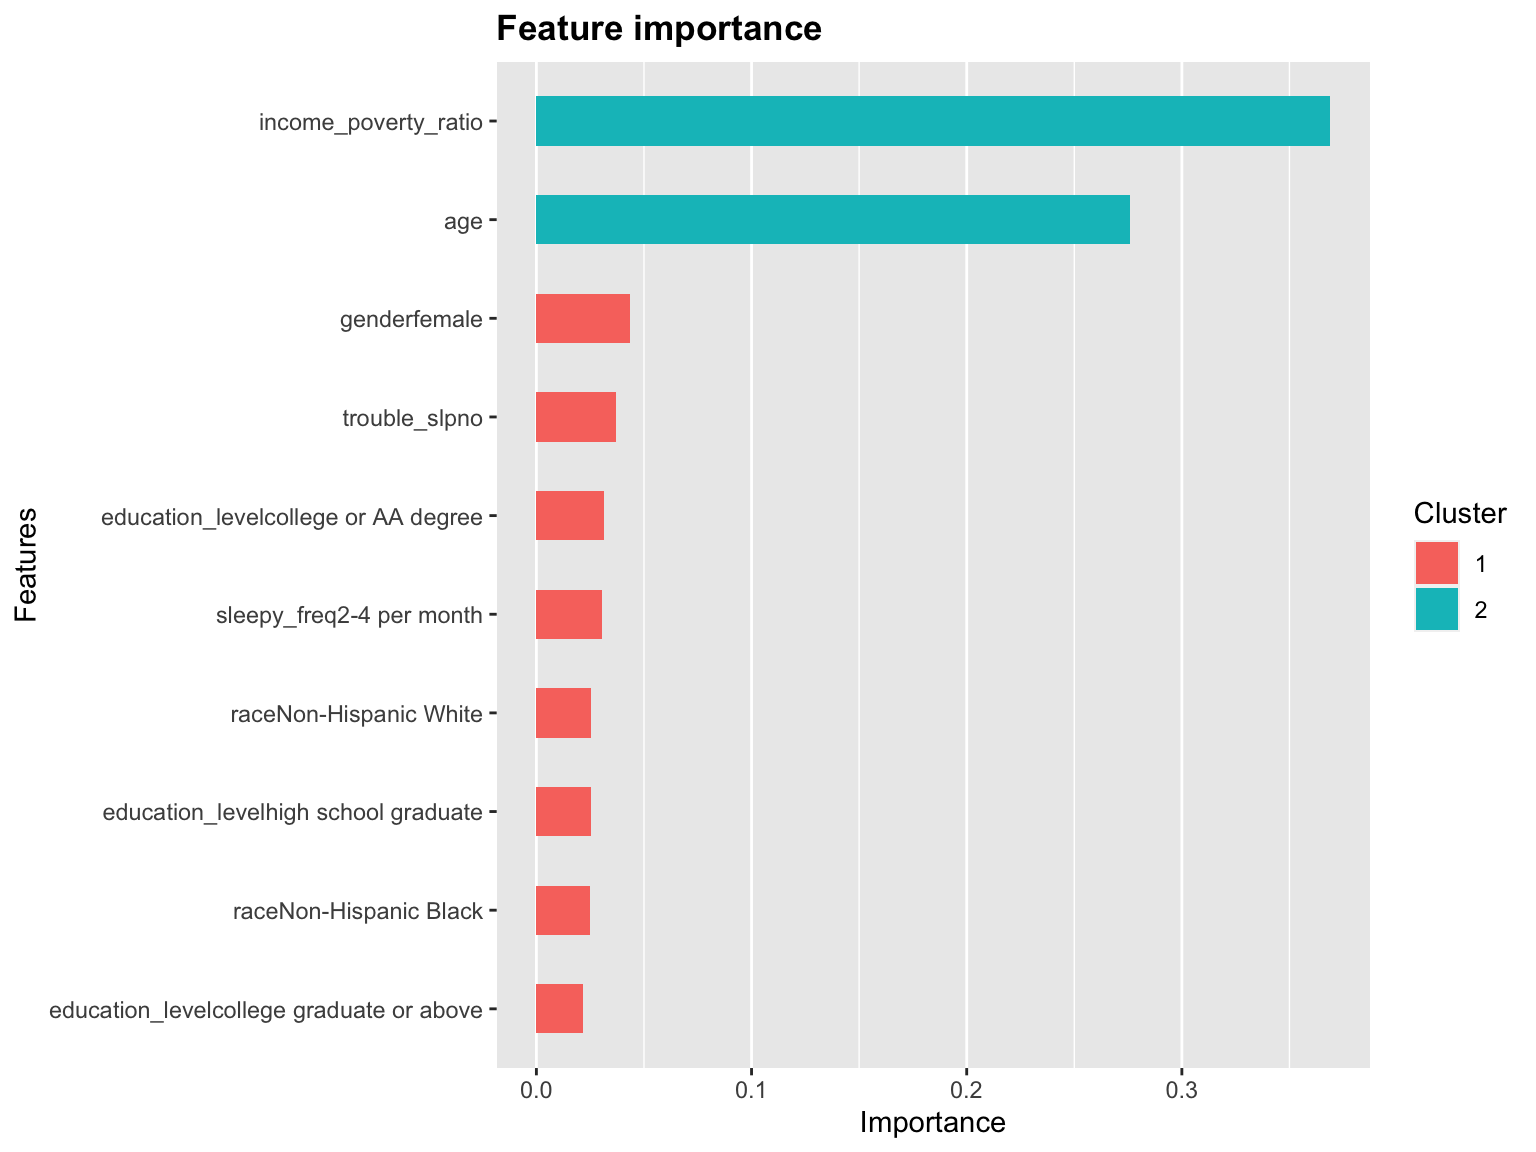 Feature importance
income_poverty_ratio
age
genderfemale
trouble_slpno
education_levelcollege or AA degree
sleepy_freq2-4 per month
raceNon-Hispanic White
education_levelhigh school graduate
raceNon-Hispanic Black
education_levelcollege graduate or above
Features
0.0 0.1 0.2 0.3
Importance
Cluster
1
2